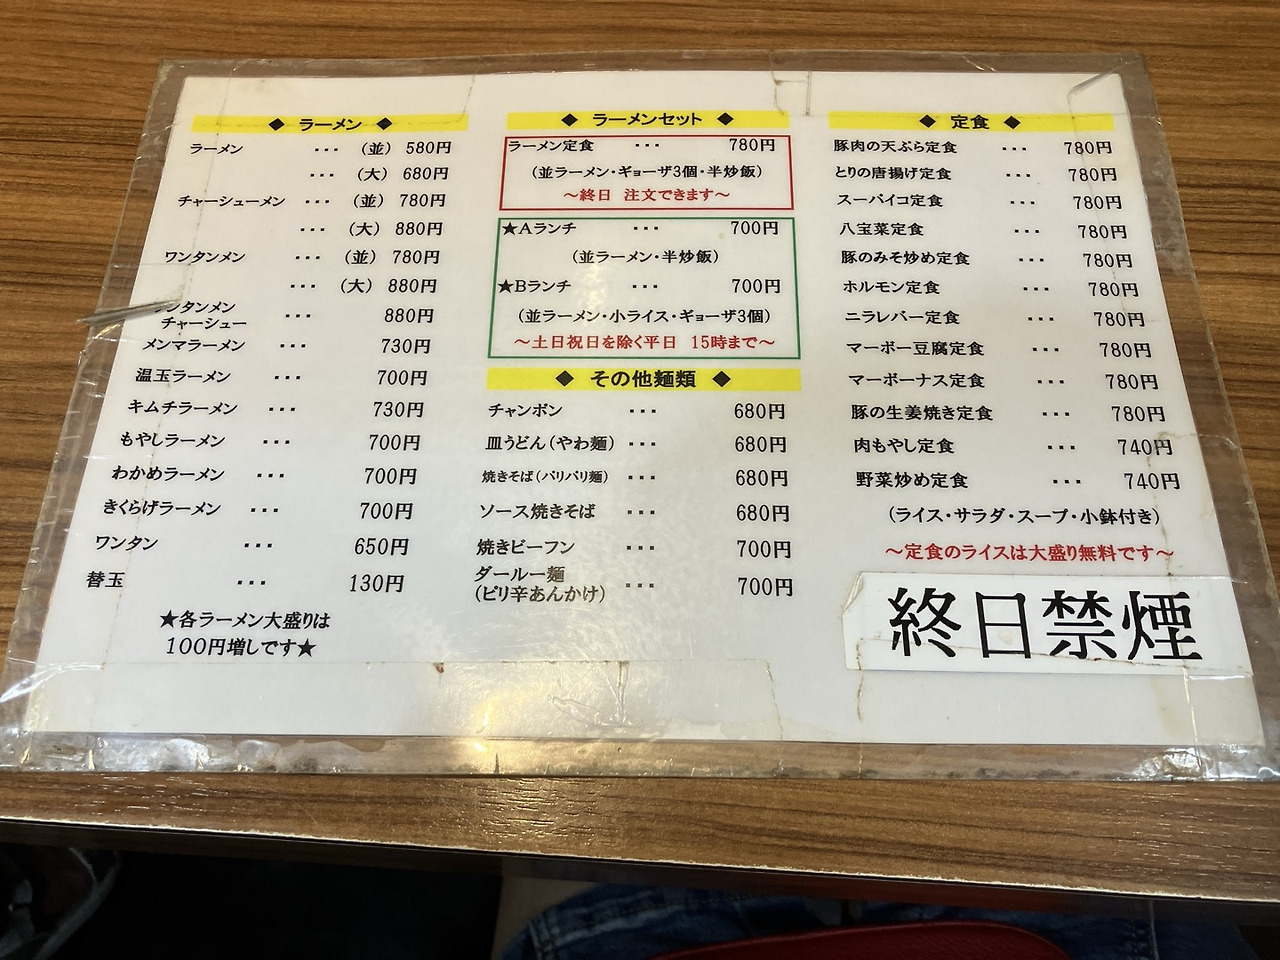 ◆ ラーメン ◆
ラーメン ・・・ （並） 580円
・・・ （大） 680円
チャーシューメン ・・・ （並） 780円
・・・ （大） 880円
ワンタンメン ・・・ （並） 780円
・・・ （大） 880円
ンタンメン
チャーシュー ・・・ 880円
メンマラーメン ・・・ 730円
温玉ラーメン ・・・ 700円
キムチラーメン ・・・ 730円
もやしラーメン ・・・ 700円
わかめラーメン ・・・ 700円
きくらげラーメン ・・・ 700円
ワンタン ・・・ 650円
替玉 ・・・ 130円
★各ラーメン大盛りは
100円増しです★
◆ ラーメンセット ◆
ラーメン定食 ・・・ 780円
（並ラーメン・ギョーザ3個・半炒飯）
～終日 注文できます～
★Aランチ ・・・ 700円
（並ラーメン・半炒飯）
★Bランチ ・・・ 700円
（並ラーメン・小ライス・ギョーザ3個）
～土日祝日を除く平日 15時まで～
◆ その他麺類 ◆
チャンポン ・・・ 680円
皿うどん（やわ麺） ・・・ 680円
焼きそば（パリパリ麺） ・・・ 680円
ソース焼きそば ・・・ 680円
焼きビーフン ・・・ 700円
ダールー麺
（ピリ辛あんかけ） ・・・ 700円
◆ 定食 ◆
豚肉の天ぷら定食 ・・・ 780円
とりの唐揚げ定食 ・・・ 780円
スーパイコ定食 ・・・ 780円
八宝菜定食 ・・・ 780円
豚のみそ炒め定食 ・・・ 780円
ホルモン定食 ・・・ 780円
ニラレバー定食 ・・・ 780円
マーボー豆腐定食 ・・・ 780円
マーボーナス定食 ・・・ 780円
豚の生姜焼き定食 ・・・ 780円
肉もやし定食 ・・・ 740円
野菜炒め定食 ・・・ 740円
（ライス・サラダ・スープ・小鉢付き）
～定食のライスは大盛り無料です～
終日禁煙